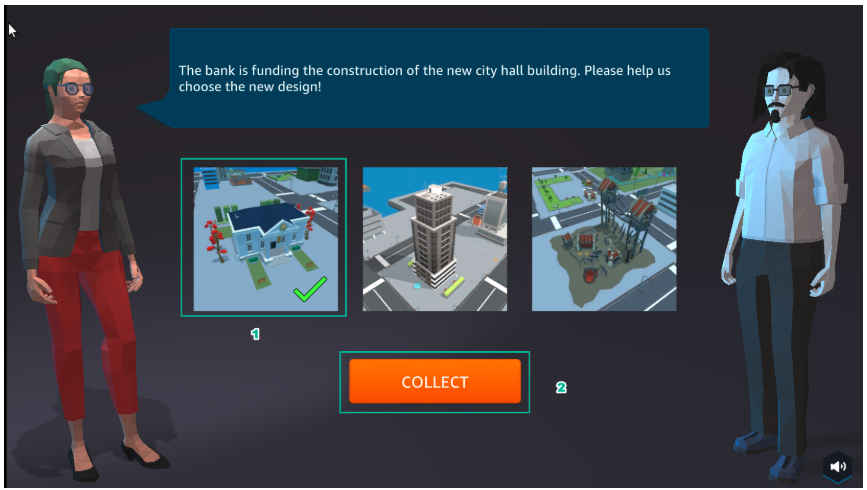 The bank is funding the construction of the new city hall building. Please help us
choose the new design!
1
COLLECT
2